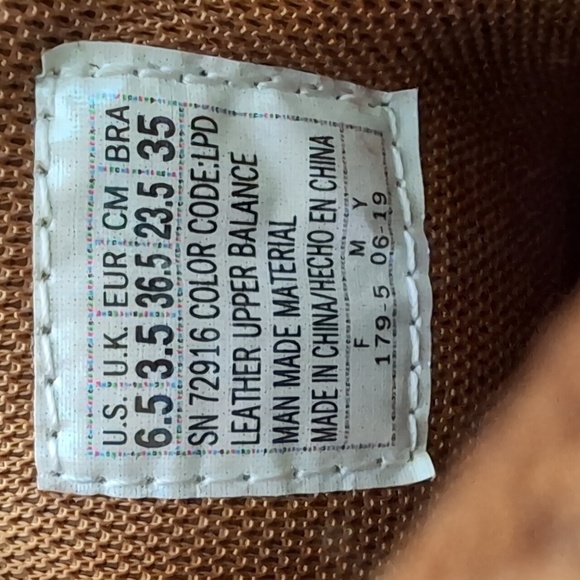 U.S. U.K. EUR CM BRA
6.5 3.5 36.5 23.5 35
SN 72916 COLOR CODE:LPD
LEATHER UPPER BALANCE
MAN MADE MATERIAL
MADE IN CHINA/HECHO EN CHINA
F M Y
179-5 06-19